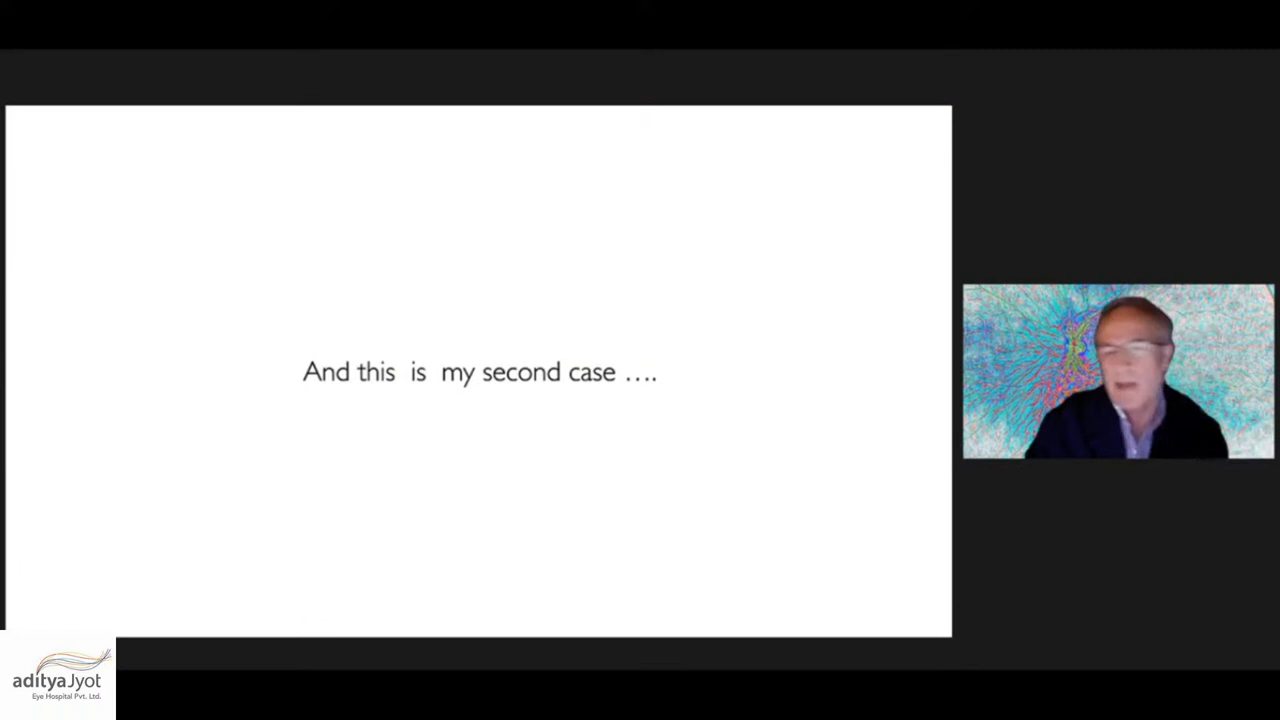 And this is my second case ....
adityaJyot
Eye Hospital Pvt. Ltd.